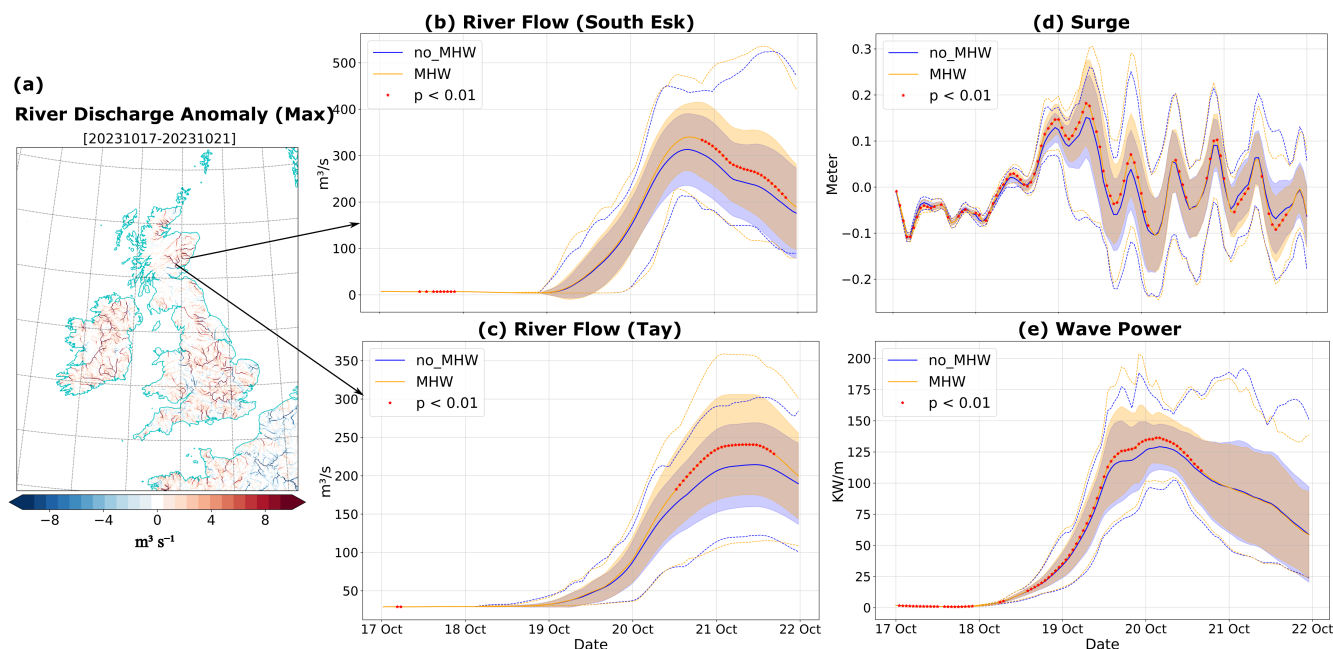 (a)
River Discharge Anomaly (Max)
[20231017-20231021]
−8 −4 0 4 8
m³ s⁻¹
(b) River Flow (South Esk)
no_MHW
MHW
p < 0.01
m³/s
500
400
300
200
100
0
(c) River Flow (Tay)
no_MHW
MHW
p < 0.01
m³/s
350
300
250
200
150
100
50
17 Oct 18 Oct 19 Oct 20 Oct 21 Oct 22 Oct
Date
(d) Surge
no_MHW
MHW
p < 0.01
Meter
0.3
0.2
0.1
0.0
−0.1
−0.2
(e) Wave Power
no_MHW
MHW
p < 0.01
KW/m
200
175
150
125
100
75
50
25
0
17 Oct 18 Oct 19 Oct 20 Oct 21 Oct 22 Oct
Date